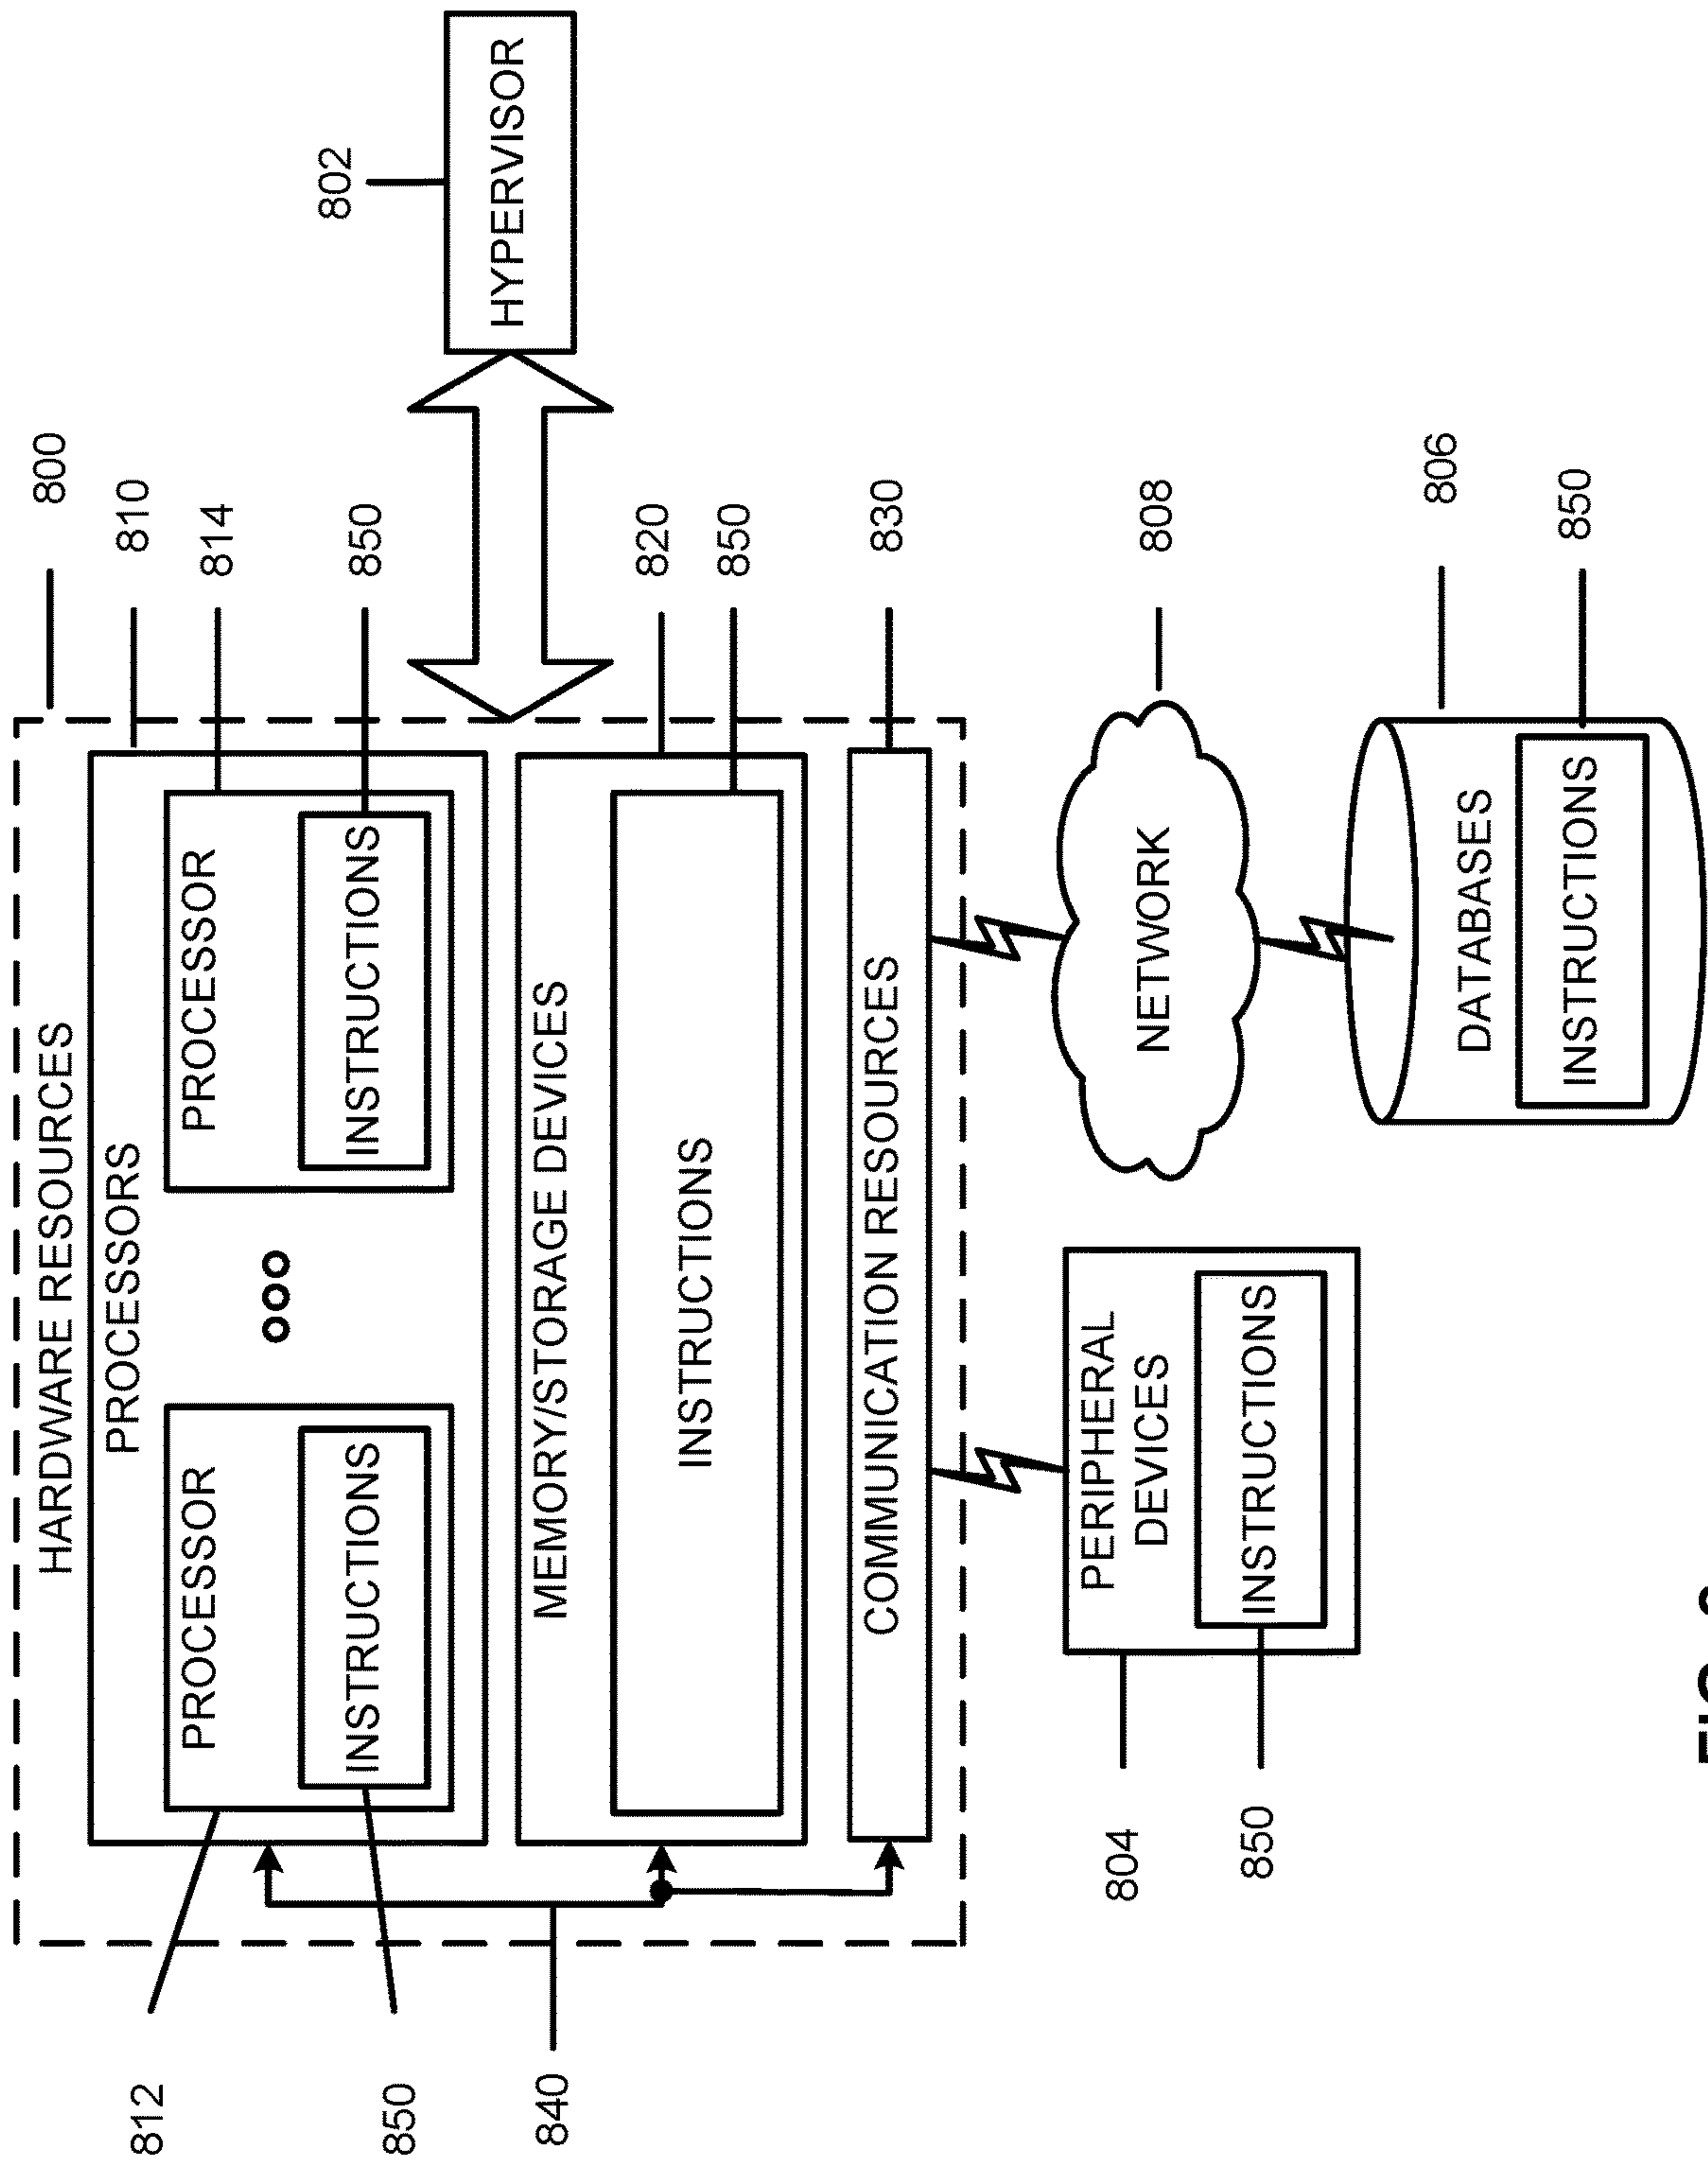 HARDWARE RESOURCES
800
PROCESSORS
810
812
PROCESSOR
PROCESSOR
814
850
INSTRUCTIONS
INSTRUCTIONS
850
802
HYPERVISOR
840
MEMORY/STORAGE DEVICES
820
INSTRUCTIONS
850
COMMUNICATION RESOURCES
830
804
PERIPHERAL
DEVICES
850
INSTRUCTIONS
NETWORK
808
DATABASES
806
INSTRUCTIONS
850
FIG.